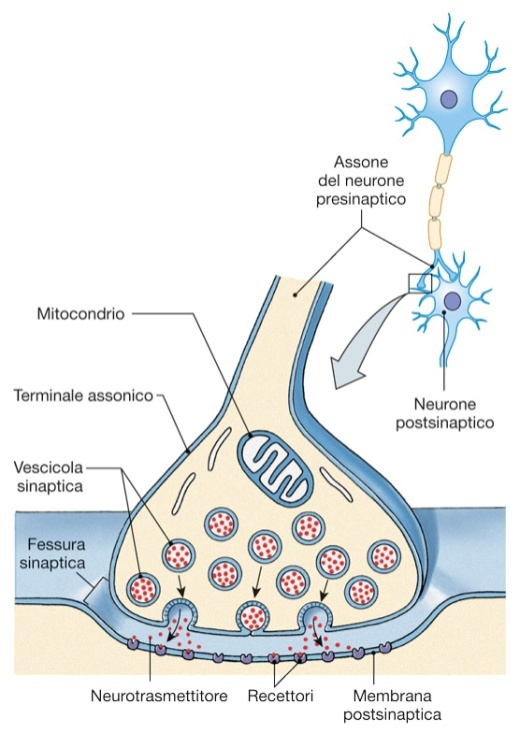 Assone
del neurone
presinaptico
Mitocondrio
Terminale assonico
Neurone
postsinaptico
Vescicola
sinaptica
Fessura
sinaptica
Neurotrasmettitore
Recettori
Membrana
postsinaptica